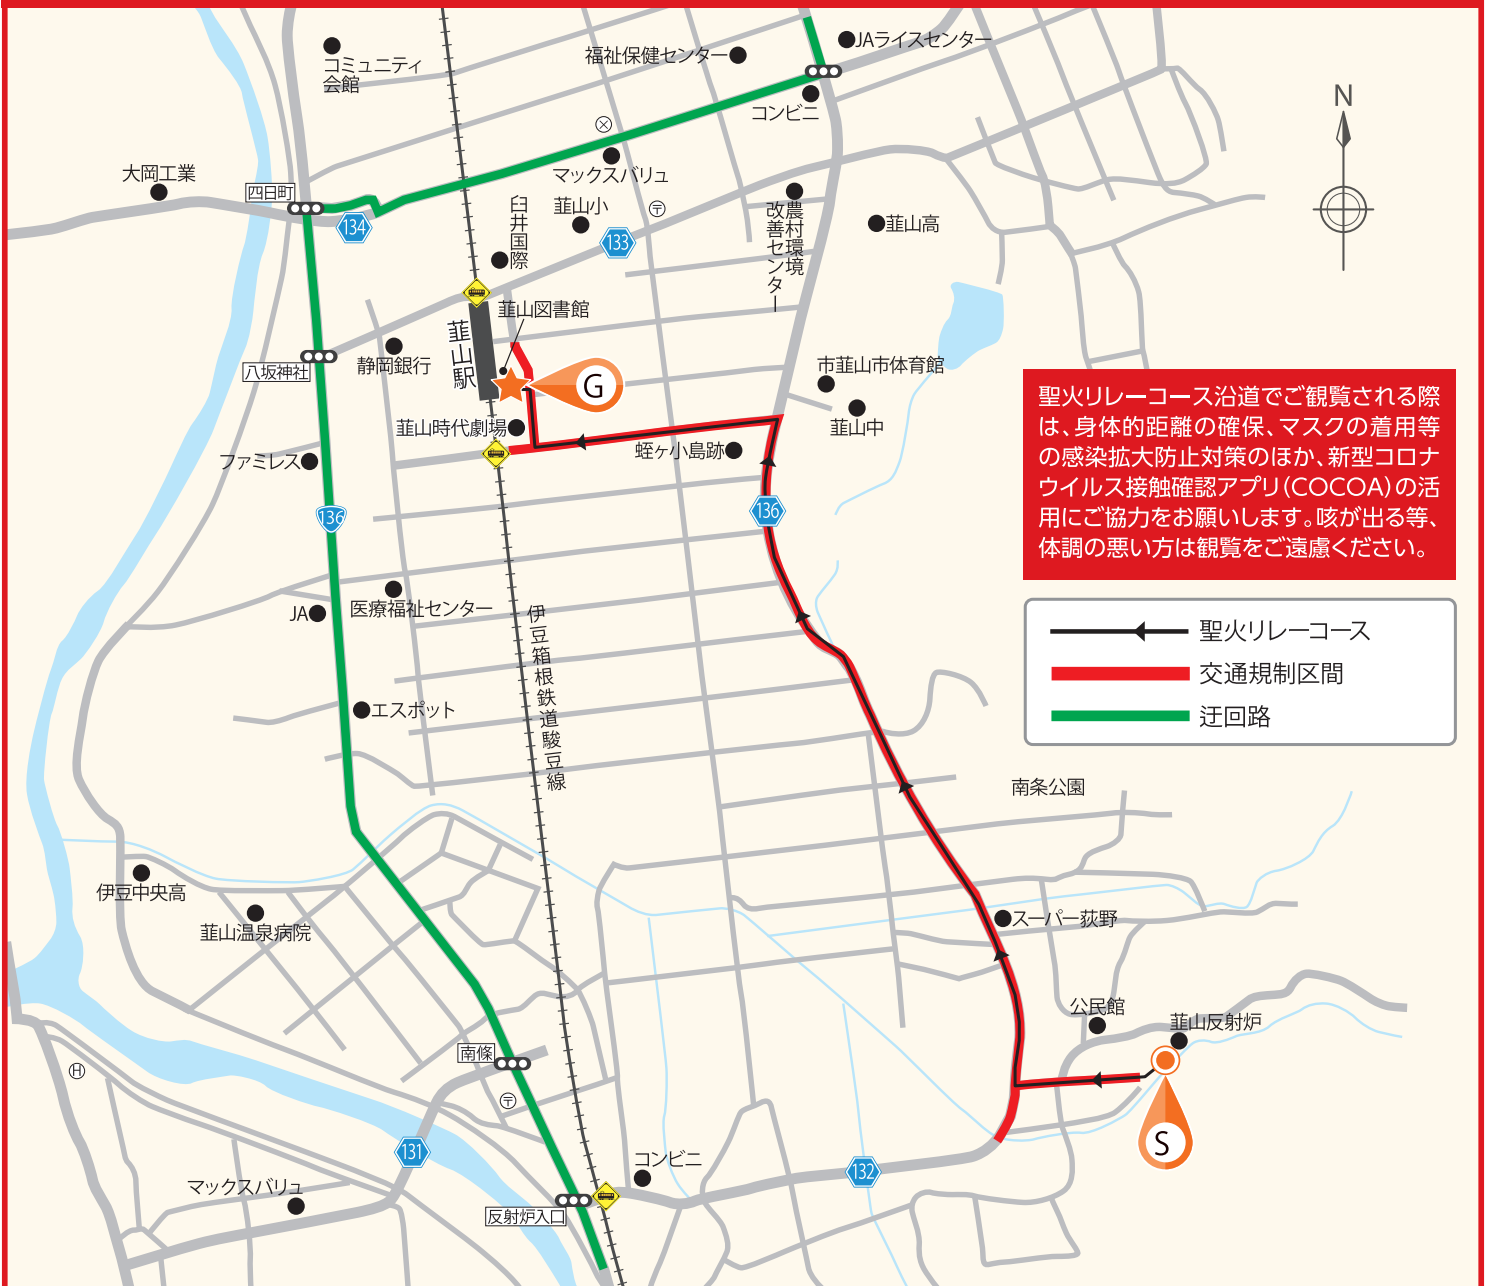 コミュニティ
会館
福祉保健センター
JAライスセンター
コンビニ
N
大岡工業
四日町
134
マックスバリュ
韮山小
〒
臼井国際
133
農村環境
改善センター
韮山高
韮山図書館
韮山駅
静岡銀行
八坂神社
G
市韮山市体育館
韮山中
韮山時代劇場
蛭ヶ小島跡
ファミレス
136
136
聖火リレーコース沿道でご観覧される際
は、身体的距離の確保、マスクの着用等
の感染拡大防止対策のほか、新型コロナ
ウイルス接触確認アプリ(COCOA)の活
用にご協力をお願いします。咳が出る等、
体調の悪い方は観覧をご遠慮ください。
JA
医療福祉センター
伊豆箱根鉄道駿豆線
聖火リレーコース
交通規制区間
迂回路
エスポット
南条公園
伊豆中央高
韮山温泉病院
スーパー荻野
公民館
韮山反射炉
南條
H
〒
131
S
132
コンビニ
マックスバリュ
反射炉入口